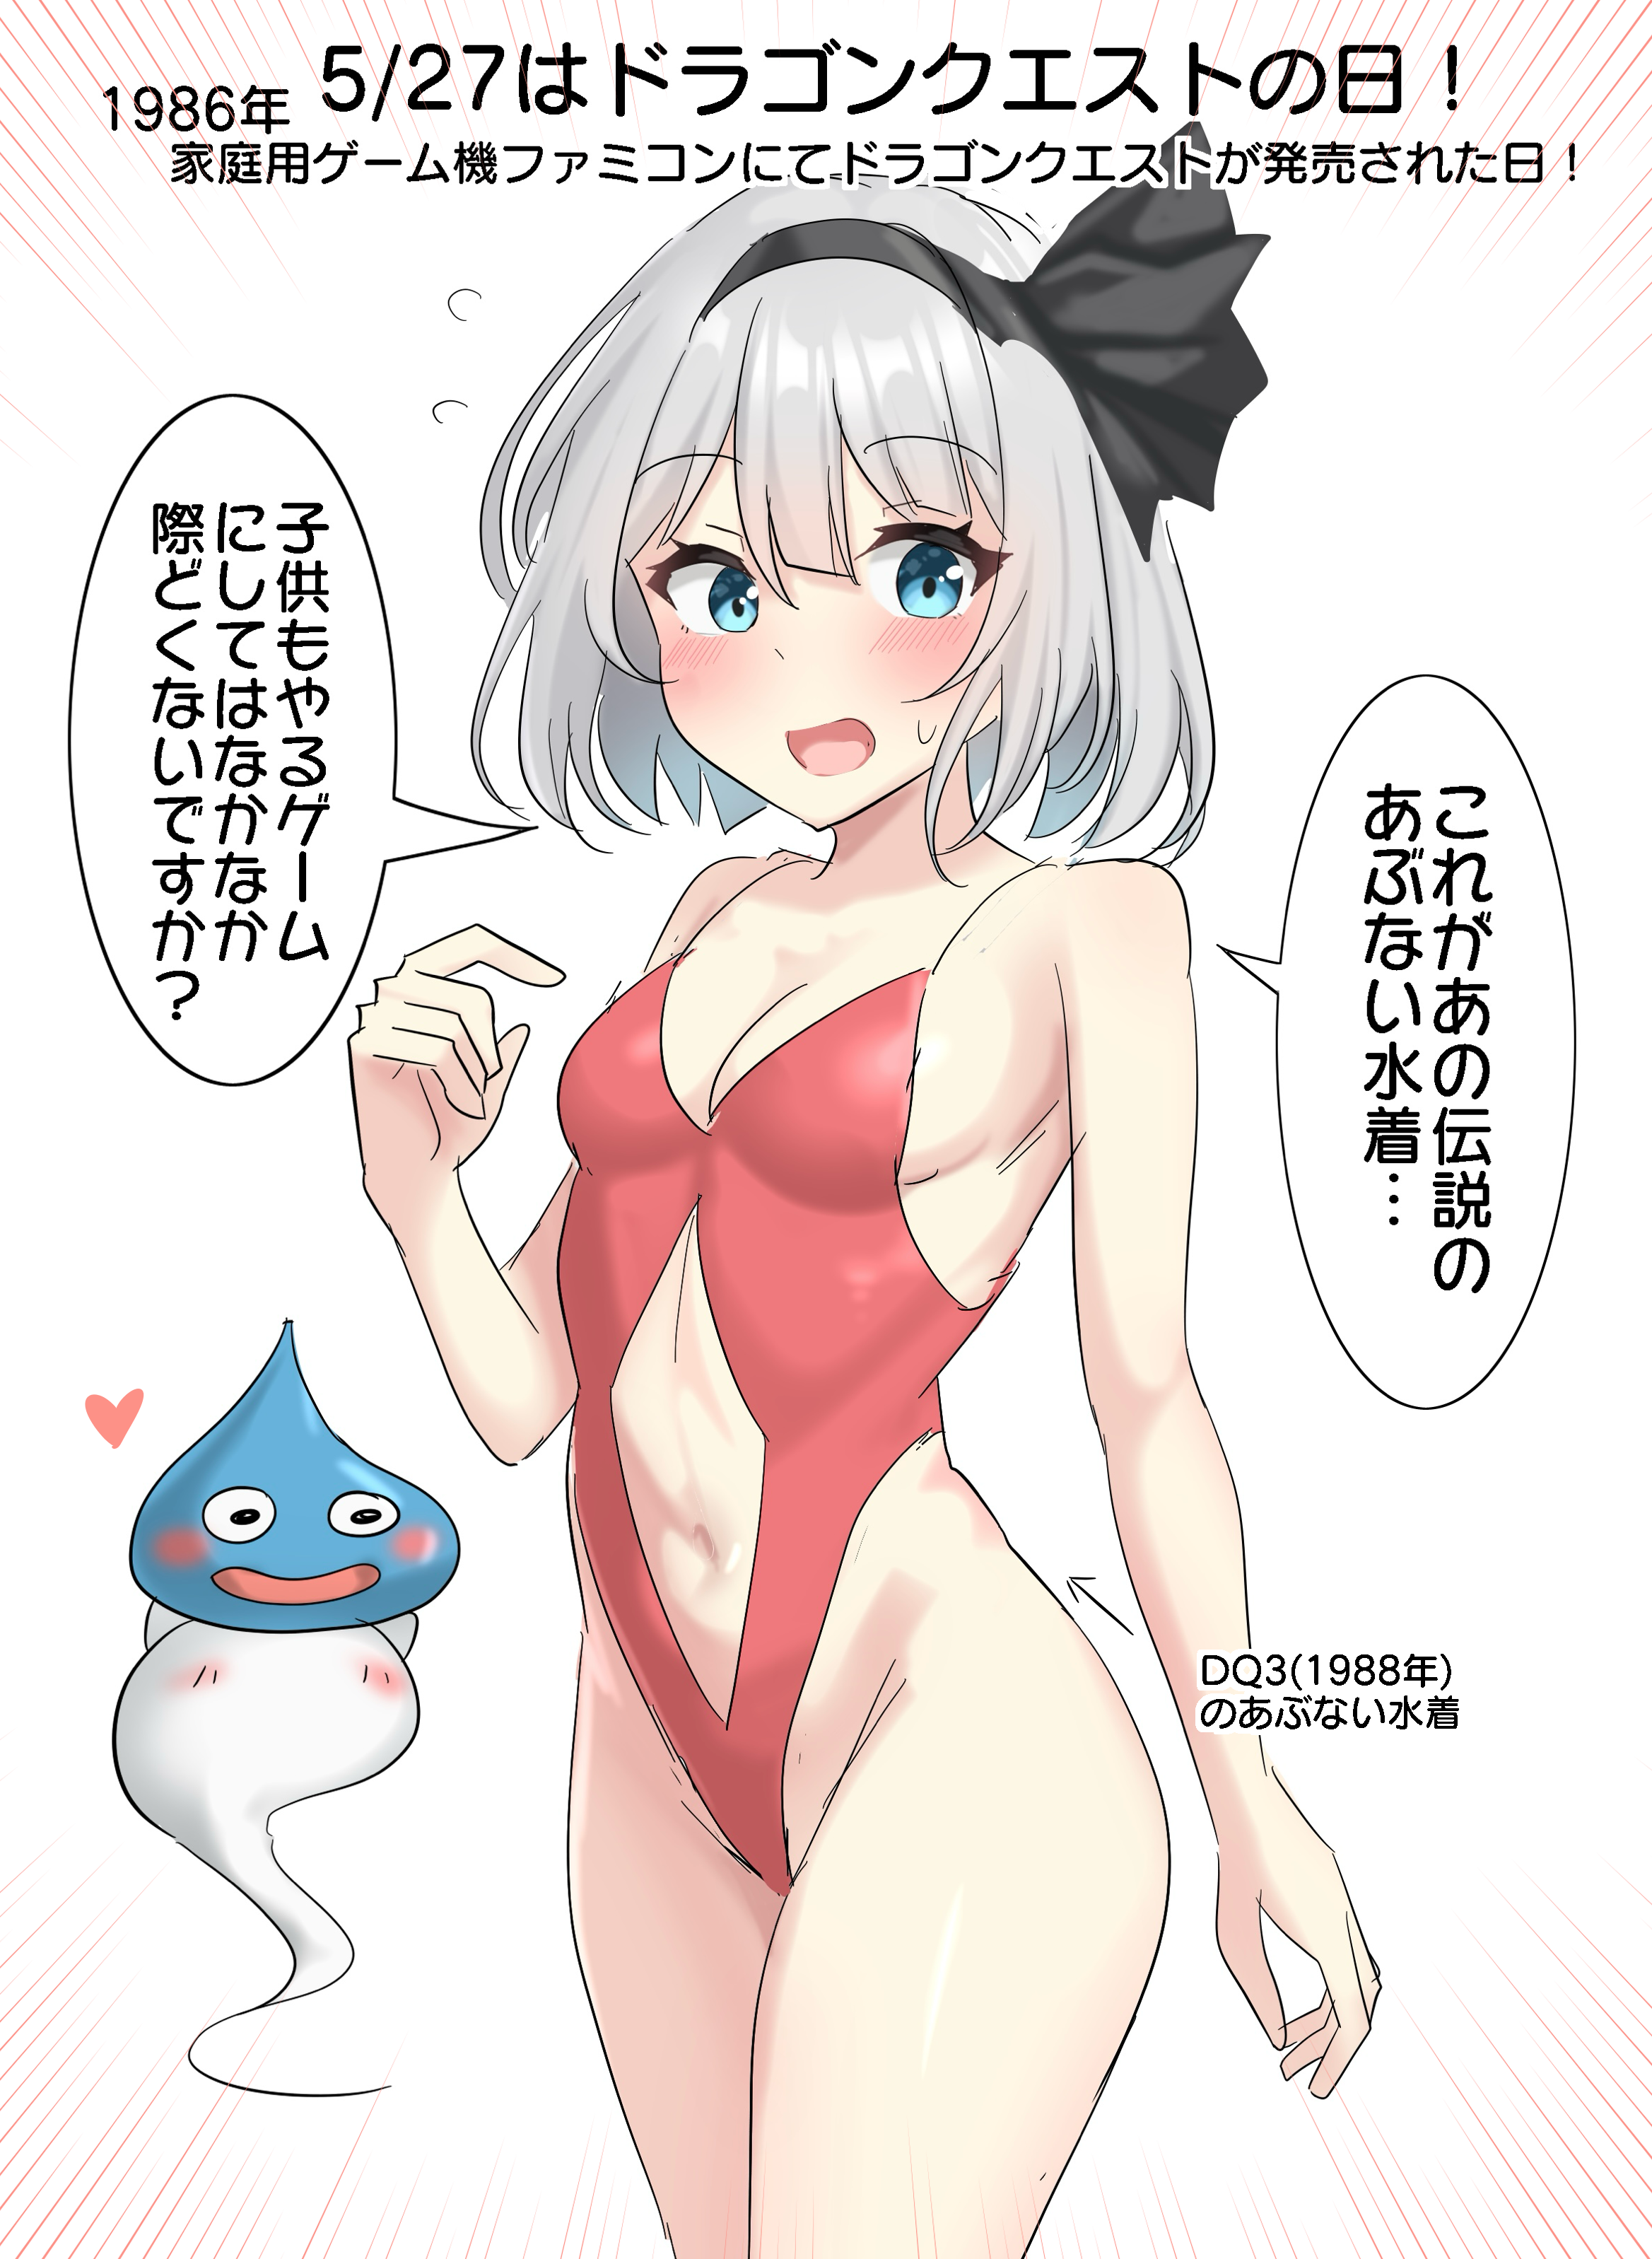 5/27はドラゴンクエストの日！
1986年
家庭用ゲーム機ファミコンにてドラゴンクエストが発売された日！
これがあの伝説の
あぶない水着…
子供もやるゲーム
にしてはなかなか
際どくないですか？
DQ3(1988年)
のあぶない水着